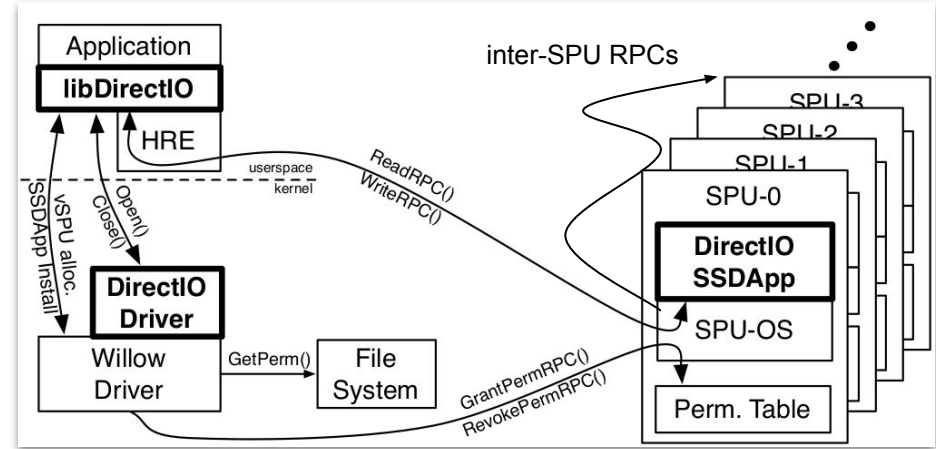 Application
libDirectIO
HRE
userspace
kernel
vSPU alloc.
SSDApp Install
Open()
Close()
DirectIO
Driver
Willow
Driver
GetPerm()
File
System
ReadRPC()
WriteRPC()
GrantPermRPC()
RevokePermRPC()
inter-SPU RPCs
SPU-3
SPU-2
SPU-1
SPU-0
DirectIO
SSDApp
SPU-OS
Perm. Table